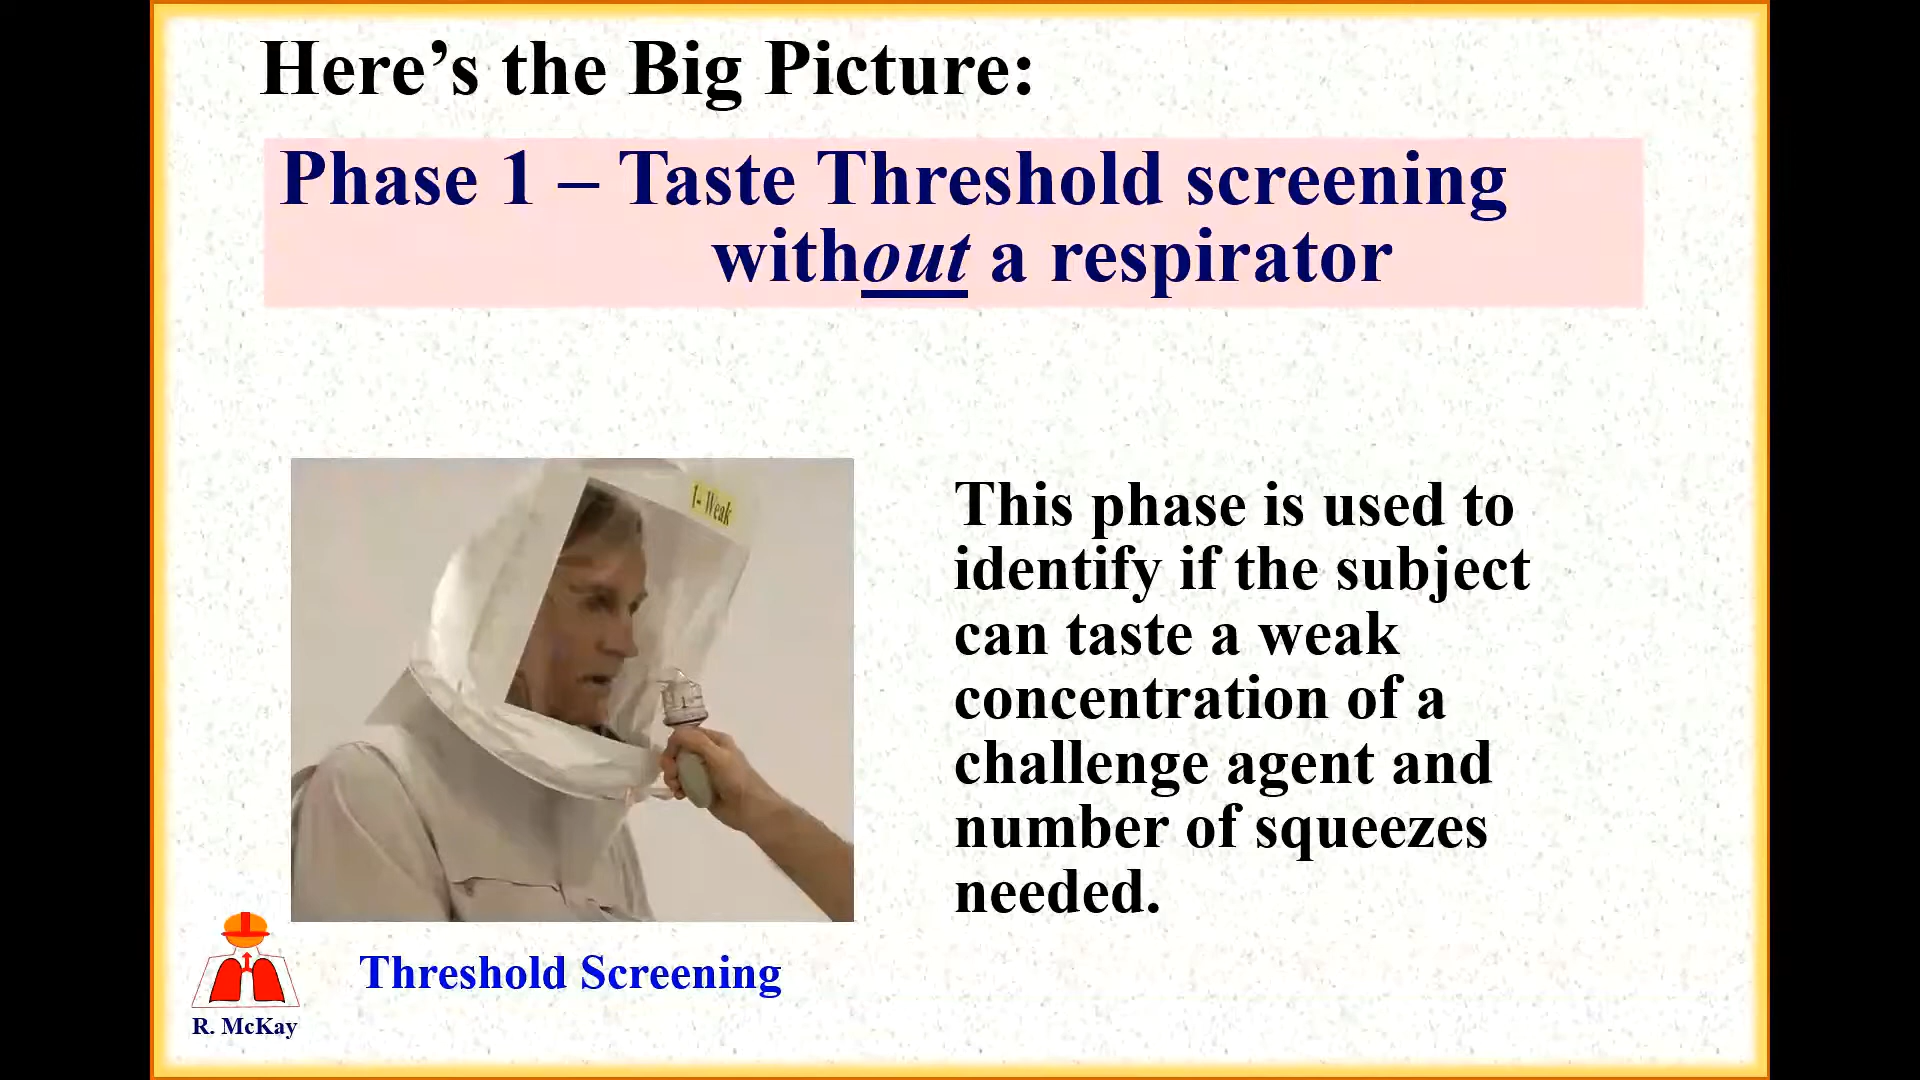 Here’s the Big Picture:
Phase 1 – Taste Threshold screening
without a respirator
1- Weak
This phase is used to
identify if the subject
can taste a weak
concentration of a
challenge agent and
number of squeezes
needed.
Threshold Screening
R. McKay